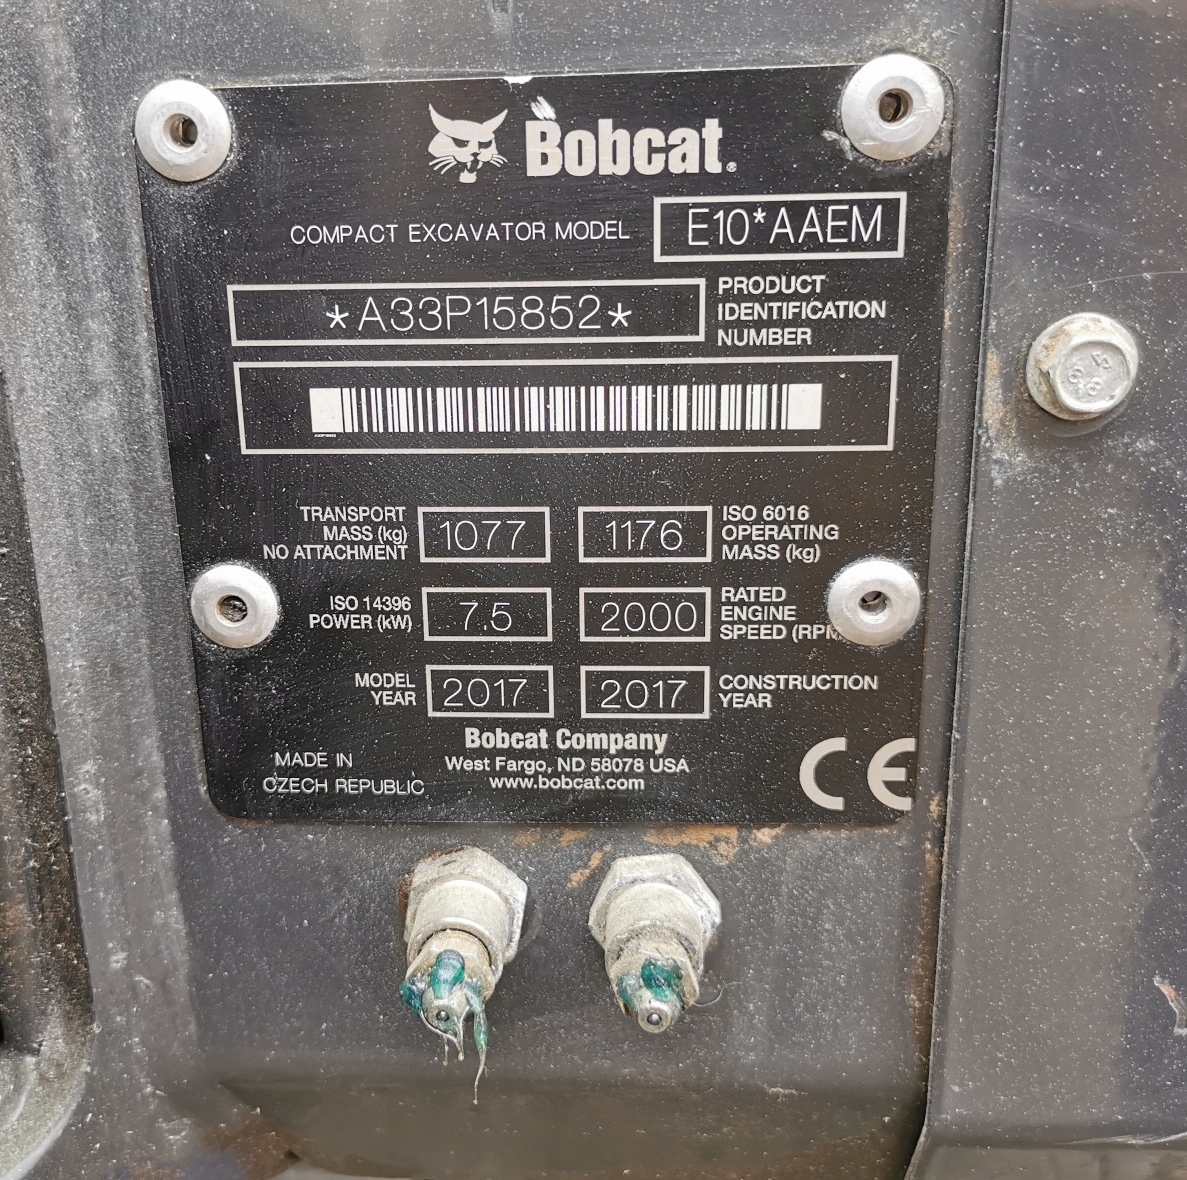 Bobcat®
COMPACT EXCAVATOR MODEL E10*AAEM
*A33P15852* PRODUCT
IDENTIFICATION
NUMBER
TRANSPORT
MASS (kg)
NO ATTACHMENT
1077
1176
ISO 6016
OPERATING
MASS (kg)
ISO 14396
POWER (kW)
7.5
2000
RATED
ENGINE
SPEED (RPM
MODEL
YEAR
2017
2017
CONSTRUCTION
YEAR
Bobcat Company
West Fargo, ND 58078 USA
www.bobcat.com
MADE IN
CZECH REPUBLIC
CE
8.8